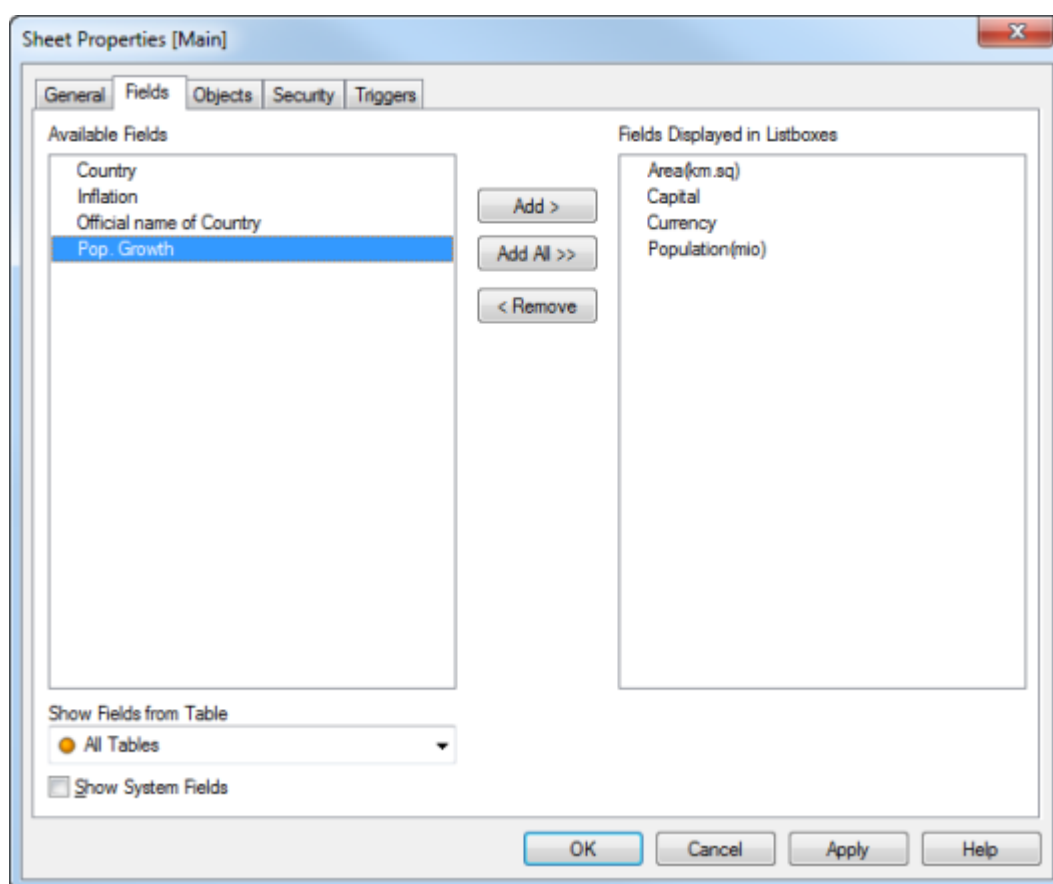 Sheet Properties [Main]
General Fields Objects Security Triggers
Available Fields
Country
Inflation
Official name of Country
Pop. Growth
Add >
Add All >>
< Remove
Fields Displayed in Listboxes
Area(km.sq)
Capital
Currency
Population(mio)
Show Fields from Table
All Tables
Show System Fields
OK Cancel Apply Help